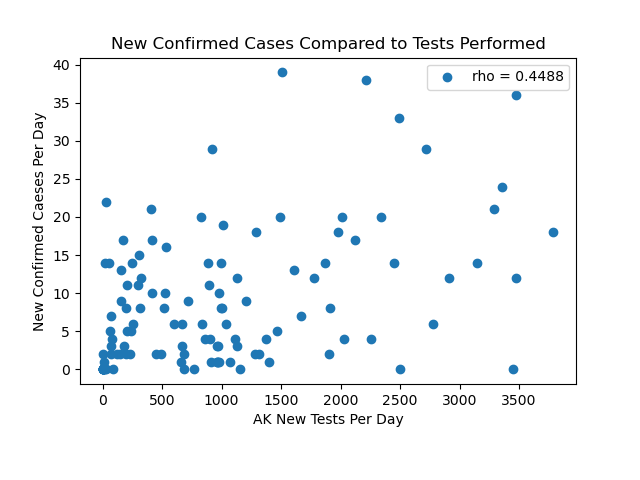 New Confirmed Cases Compared to Tests Performed
rho = 0.4488
New Confirmed Caeses Per Day
40
35
30
25
20
15
10
5
0
0 500 1000 1500 2000 2500 3000 3500
AK New Tests Per Day